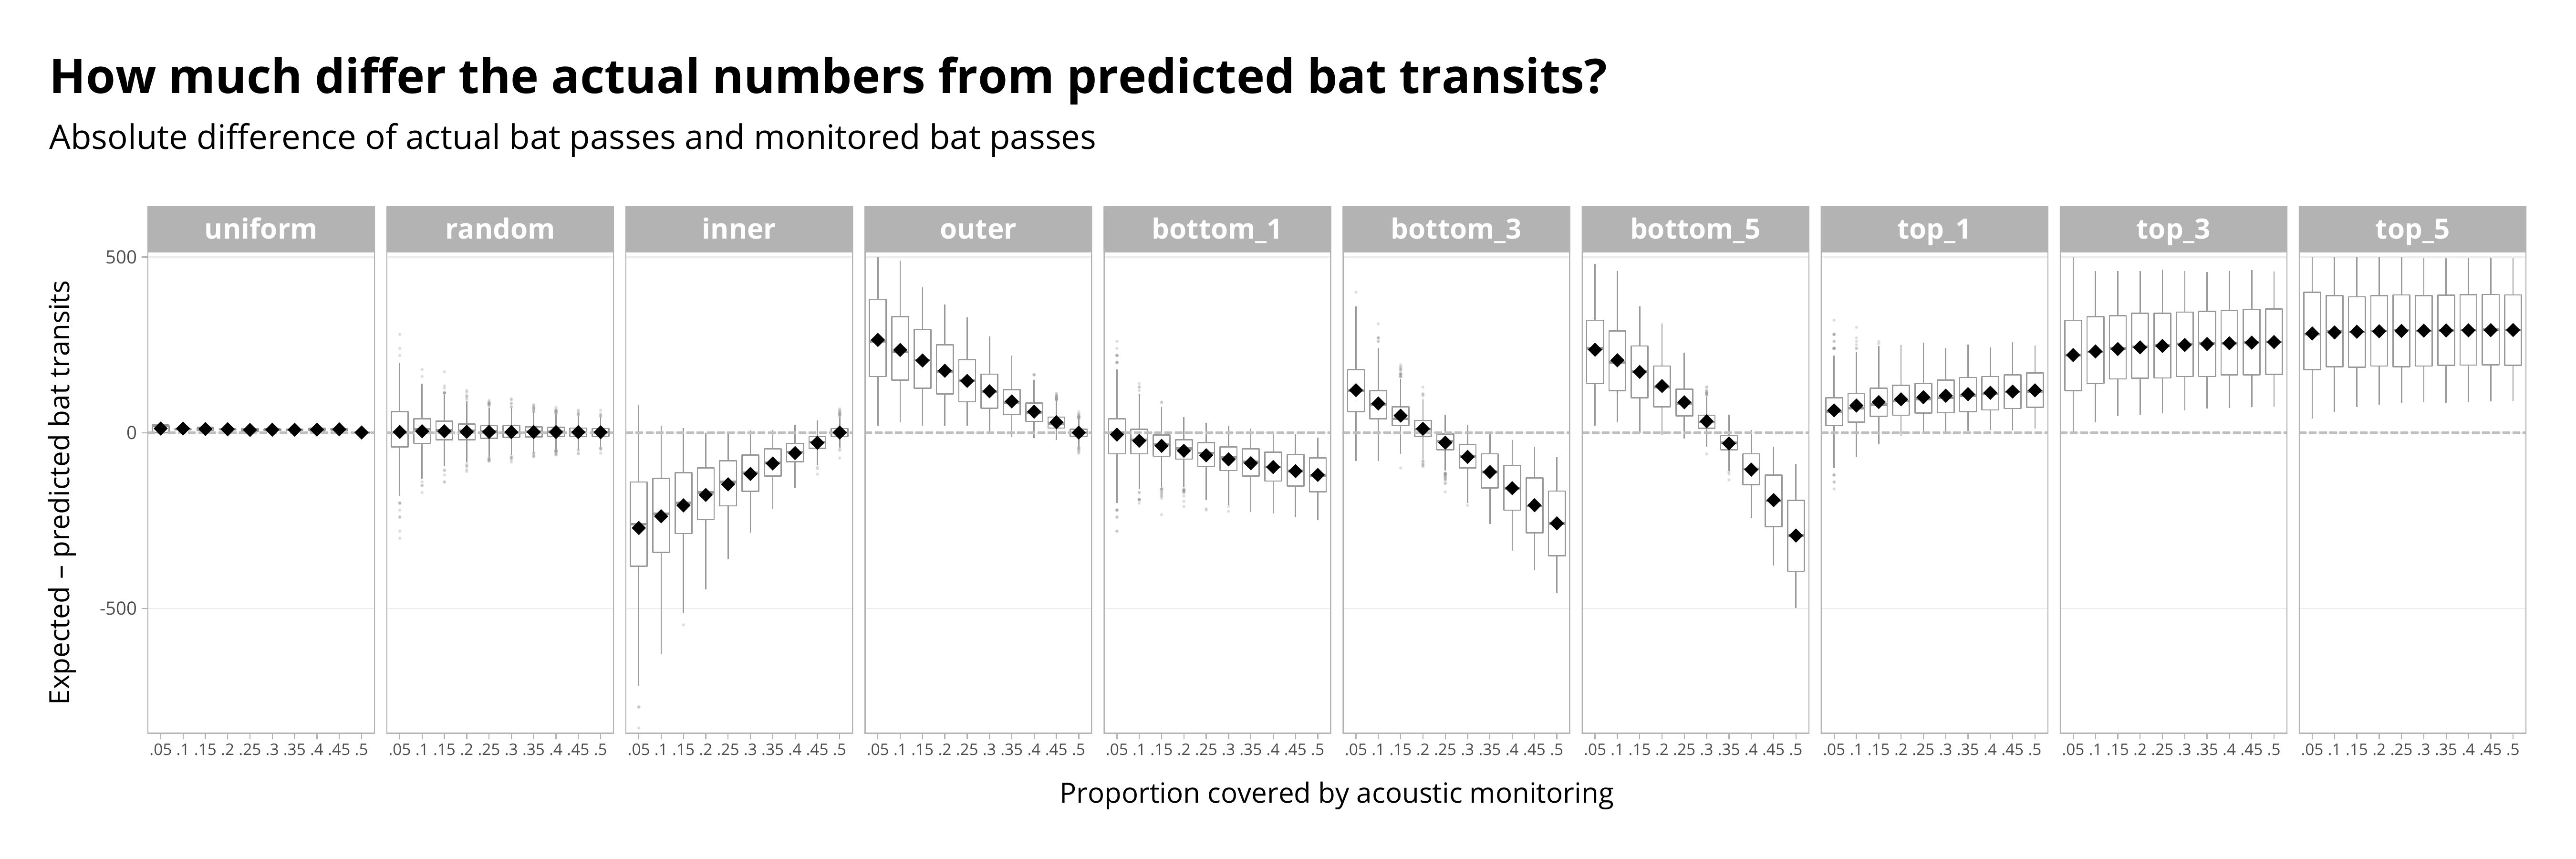 How much differ the actual numbers from predicted bat transits?
Absolute difference of actual bat passes and monitored bat passes
uniform random inner outer bottom_1 bottom_3 bottom_5 top_1 top_3 top_5
500
0
-500
Expected – predicted bat transits
.05 .1 .15 .2 .25 .3 .35 .4 .45 .5 .05 .1 .15 .2 .25 .3 .35 .4 .45 .5 .05 .1 .15 .2 .25 .3 .35 .4 .45 .5 .05 .1 .15 .2 .25 .3 .35 .4 .45 .5 .05 .1 .15 .2 .25 .3 .35 .4 .45 .5 .05 .1 .15 .2 .25 .3 .35 .4 .45 .5 .05 .1 .15 .2 .25 .3 .35 .4 .45 .5 .05 .1 .15 .2 .25 .3 .35 .4 .45 .5 .05 .1 .15 .2 .25 .3 .35 .4 .45 .5 .05 .1 .15 .2 .25 .3 .35 .4 .45 .5
Proportion covered by acoustic monitoring